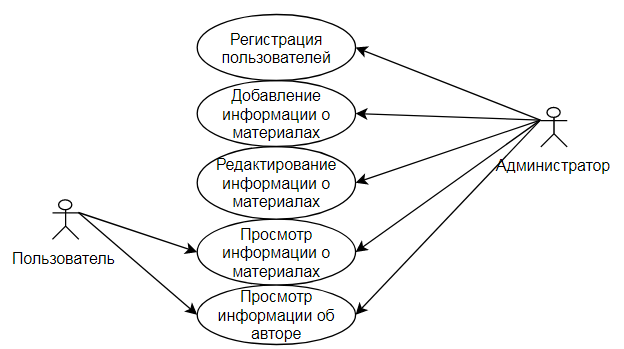 Регистрация
пользователей
Добавление
информации о
материалах
Редактирование
информации о
материалах
Администратор
Просмотр
информации о
материалах
Пользователь
Просмотр
информации об
авторе